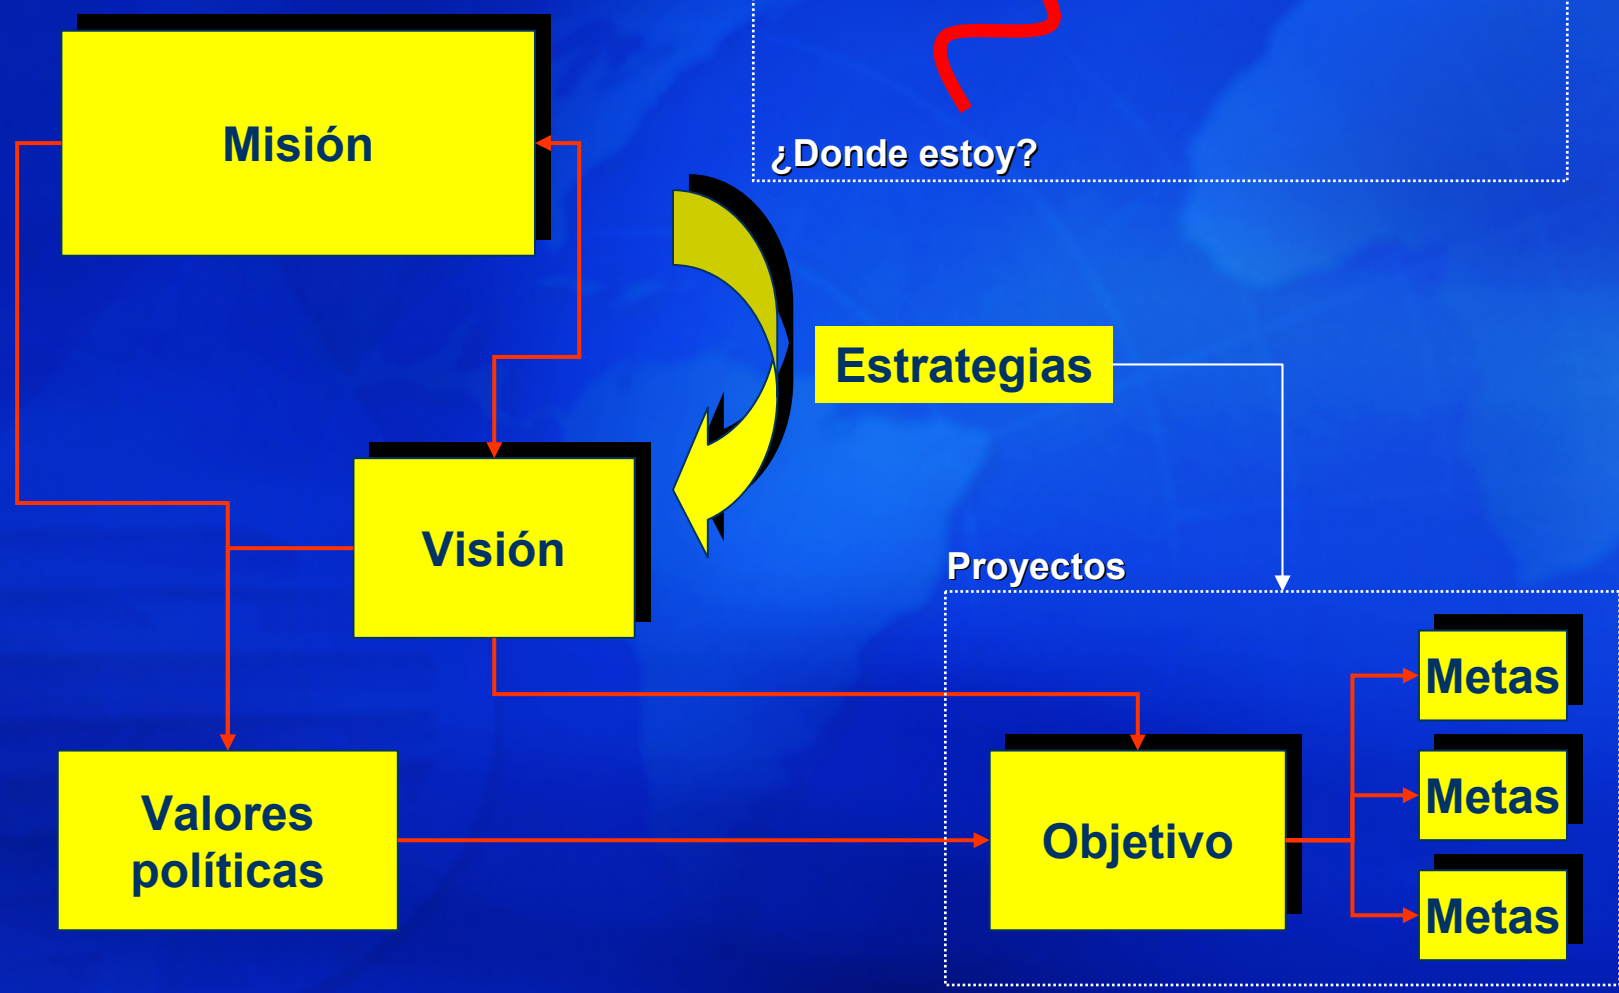 Misión
¿Donde estoy?
Estrategias
Visión
Proyectos
Metas
Valores
políticas
Objetivo
Metas
Metas